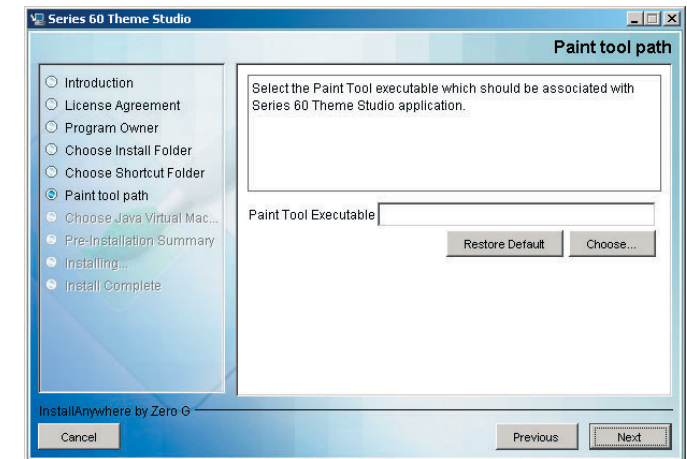 Series 60 Theme Studio
Paint tool path
Introduction
License Agreement
Program Owner
Choose Install Folder
Choose Shortcut Folder
Paint tool path
Choose Java Virtual Mac...
Pre-Installation Summary
Installing...
Install Complete
Select the Paint Tool executable which should be associated with
Series 60 Theme Studio application.
Paint Tool Executable
Restore Default
Choose...
InstallAnywhere by Zero G
Cancel
Previous
Next